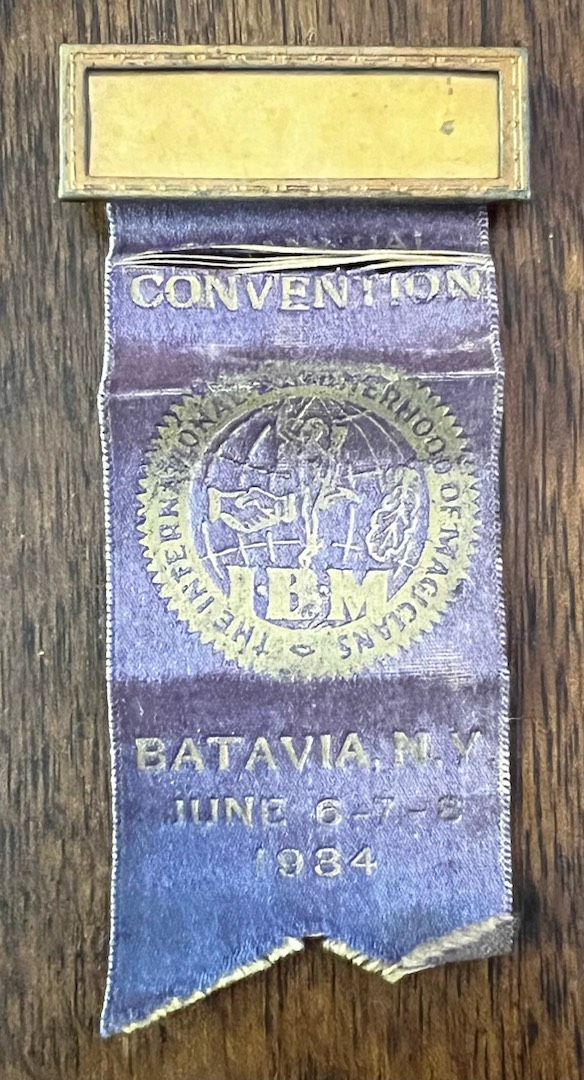 CONVENTION
THE INTERNATIONAL BROTHERHOOD OF MAGICIANS
I·B·M
BATAVIA, N.Y.
JUNE 6-7-8
1934